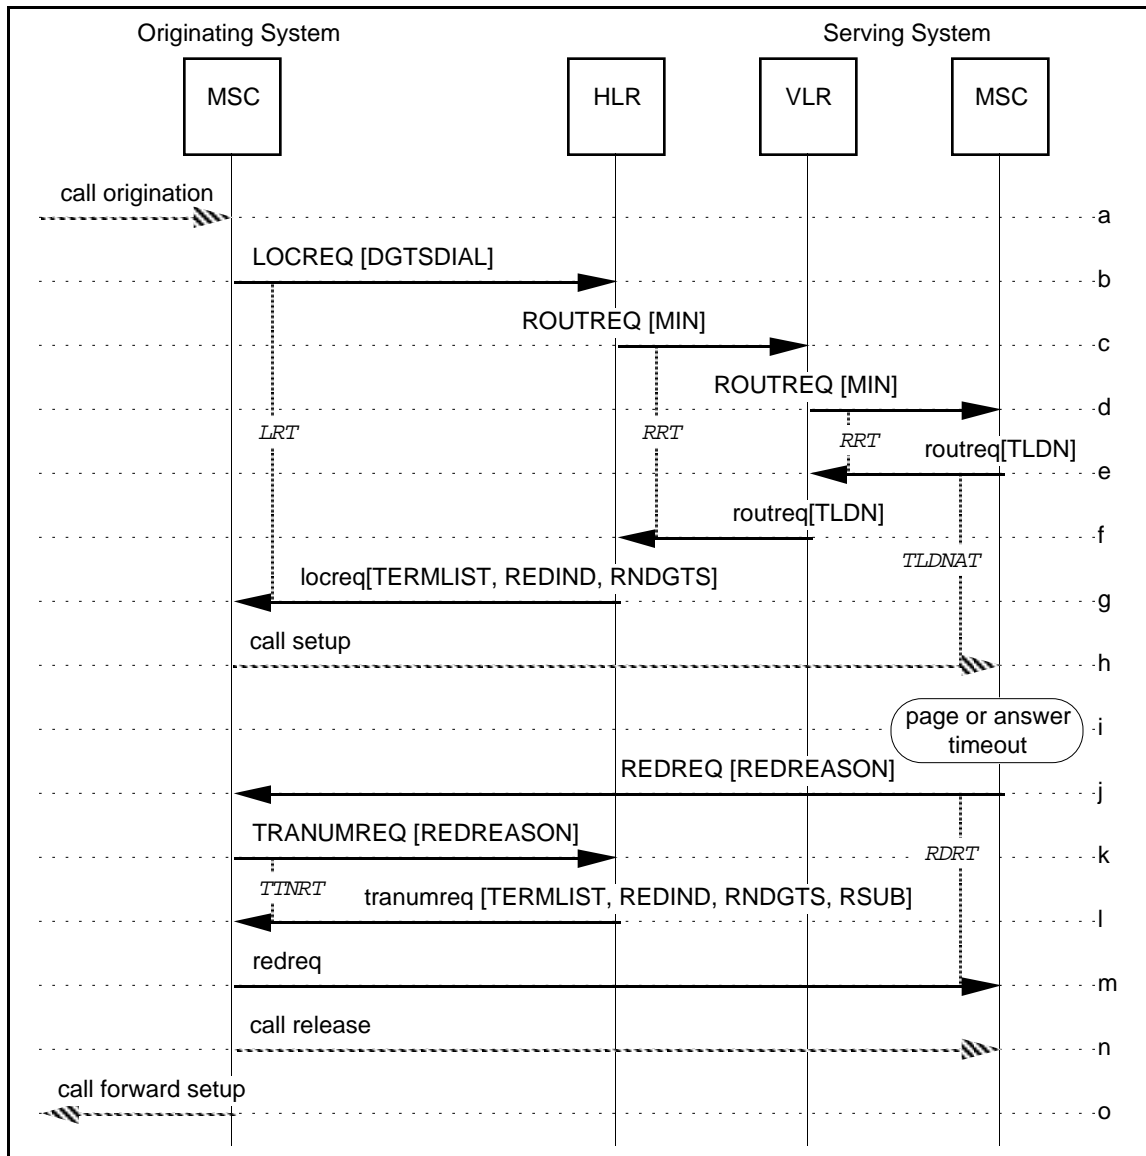 Originating System
Serving System
MSC
HLR
VLR
MSC
call origination
a
LOCREQ [DGTSDIAL]
b
ROUTREQ [MIN]
c
ROUTREQ [MIN]
d
LRT
RRT
RRT
routreq[TLDN]
e
routreq[TLDN]
f
TLDNAT
locreq[TERMLIST, REDIND, RNDGTS]
g
call setup
h
page or answer
timeout
i
REDREQ [REDREASON]
j
TRANUMREQ [REDREASON]
RDRT
k
TTNRT
tranumreq [TERMLIST, REDIND, RNDGTS, RSUB]
l
redreq
m
call release
n
call forward setup
o